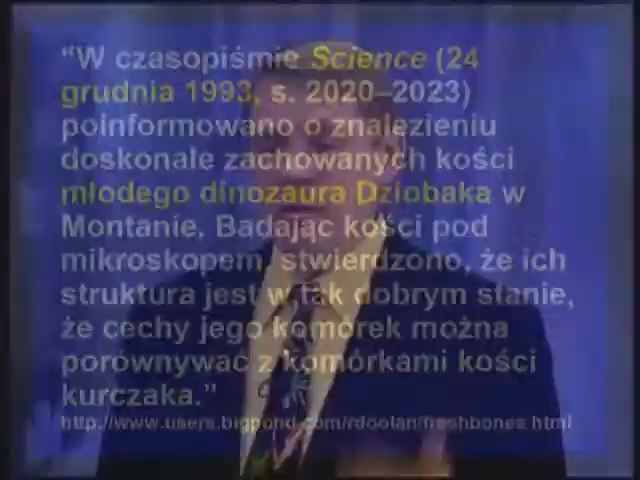 “W czasopiśmie Science (24
grudnia 1993, s. 2020–2023)
poinformowano o znalezieniu
doskonale zachowanych kości
młodego dinozaura Dziobaka w
Montanie. Badając kości pod
mikroskopem, stwierdzono, że ich
struktura jest w tak dobrym stanie,
że cechy jego komórek można
porównywać z komórkami kości
kurczaka.”
http://www.users.bigpond.com/rdoolan/freshbones.html